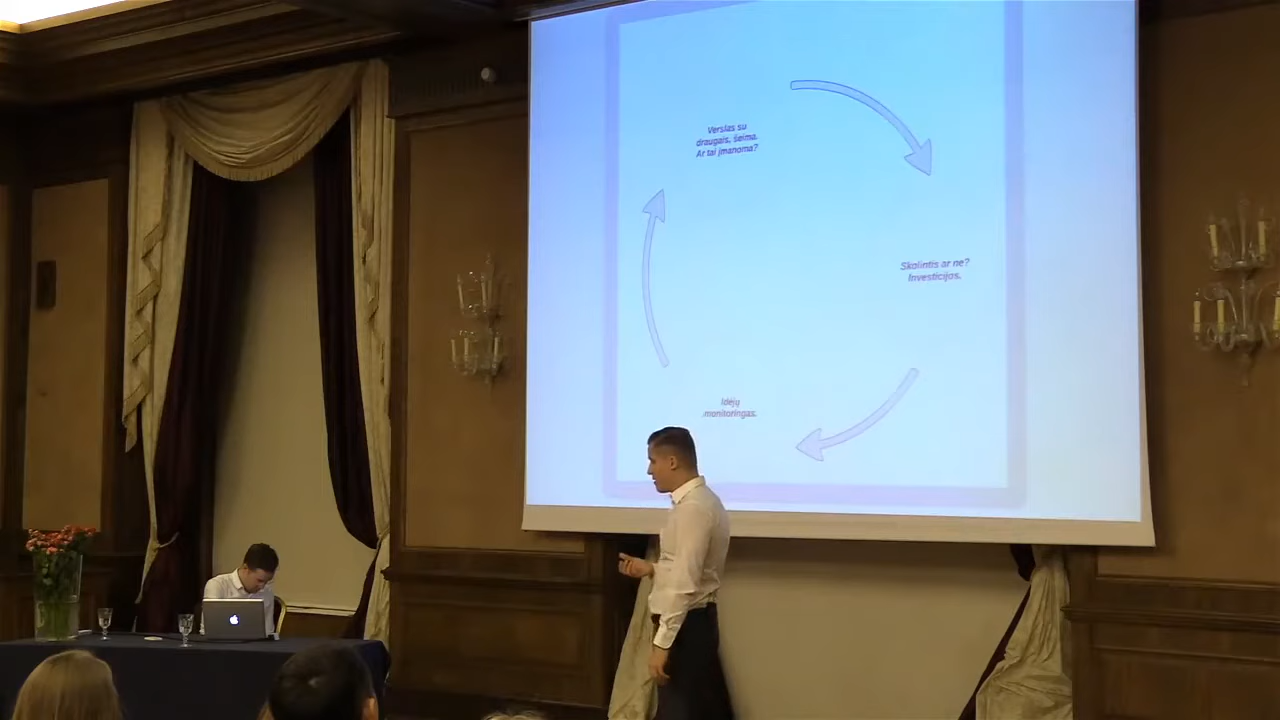 Verslas su
draugais, šeima.
Ar tai įmanoma?
Skolintis ar ne?
Investicijos.
Idėjų
monitoringas.